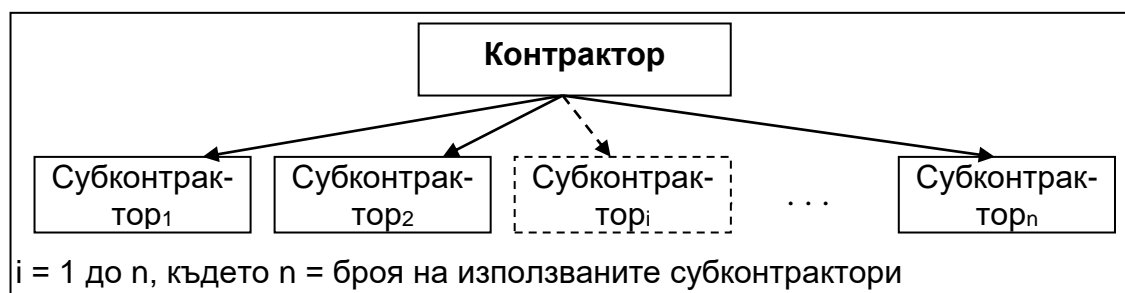 Контрактор
Субконтрак-
тор1
Субконтрак-
тор2
Субконтрак-
торi
. . .
Субконтрак-
торn
i = 1 до n, където n = броя на използваните субконтрактори